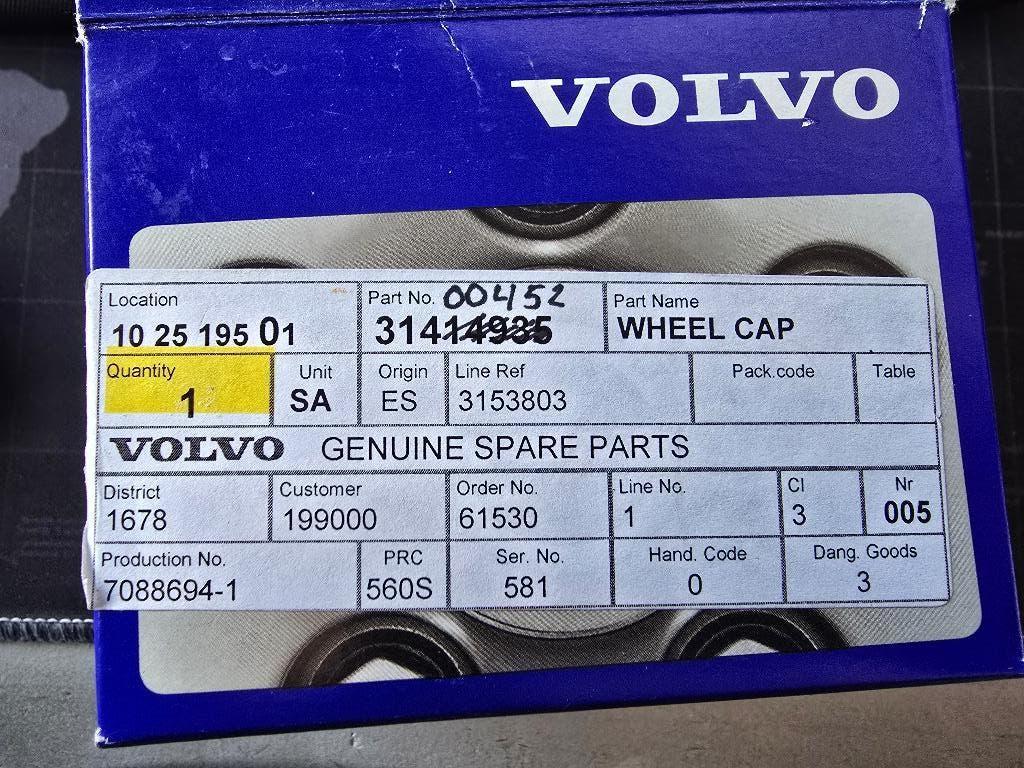 VOLVO
Location
10 25 195 01
Part No. 00452
31414935
Part Name
WHEEL CAP
Quantity
1
Unit
SA
Origin
ES
Line Ref
3153803
Pack.code
Table
VOLVO GENUINE SPARE PARTS
District
1678
Customer
199000
Order No.
61530
Line No.
1
Cl
3
Nr
005
Production No.
7088694-1
PRC
560S
Ser. No.
581
Hand. Code
0
Dang. Goods
3